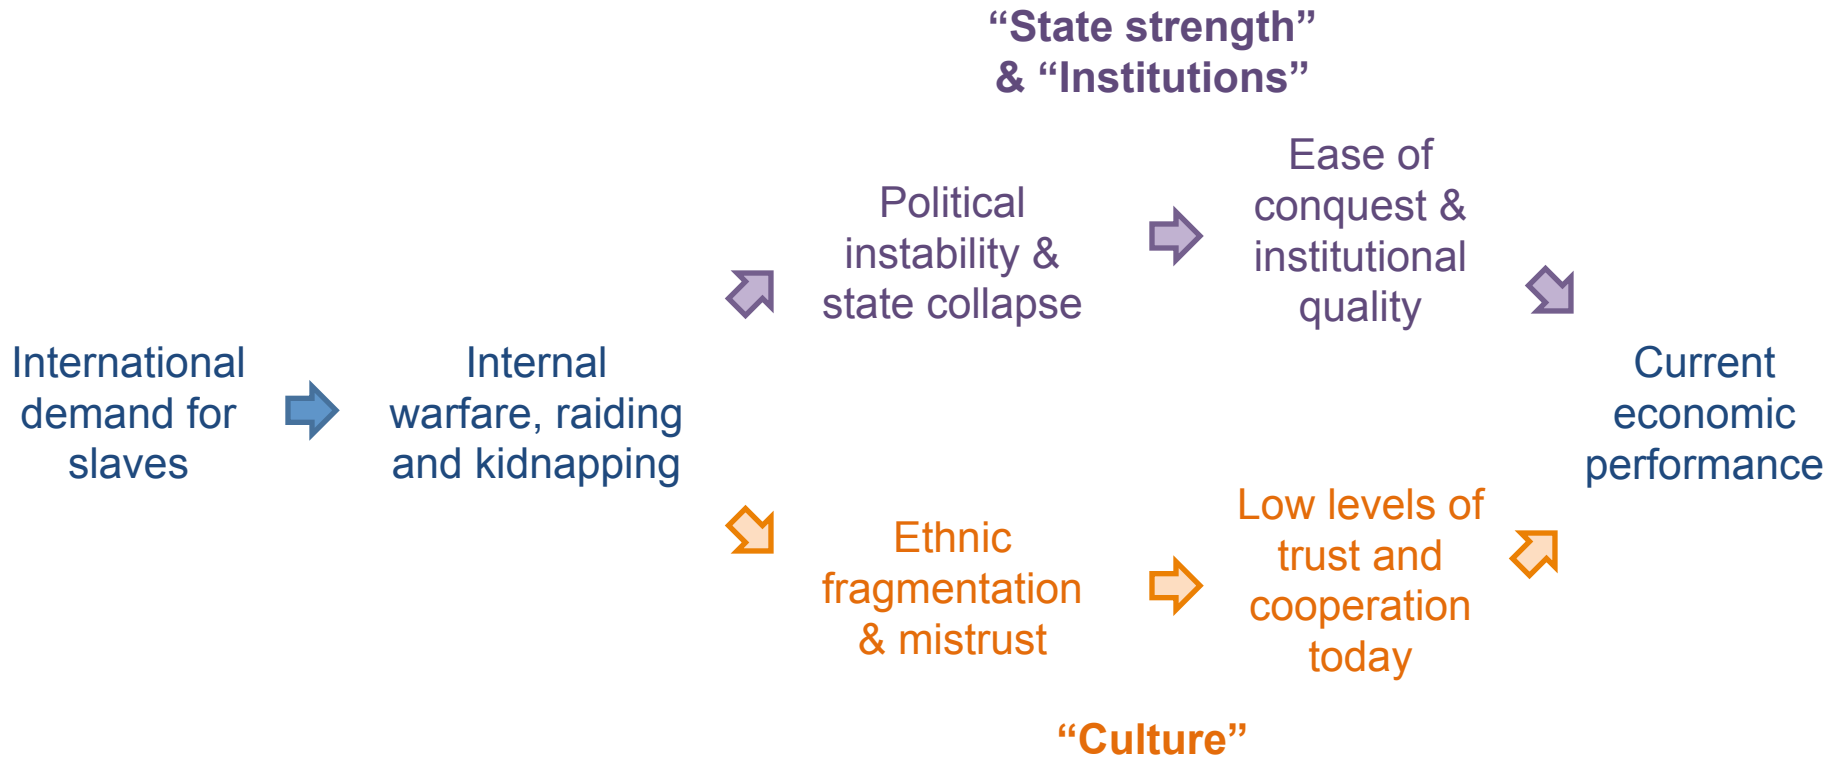 “State strength”
& “Institutions”
International
demand for
slaves
Internal
warfare, raiding
and kidnapping
Political
instability &
state collapse
Ease of
conquest &
institutional
quality
Ethnic
fragmentation
& mistrust
Low levels of
trust and
cooperation
today
Current
economic
performance
“Culture”